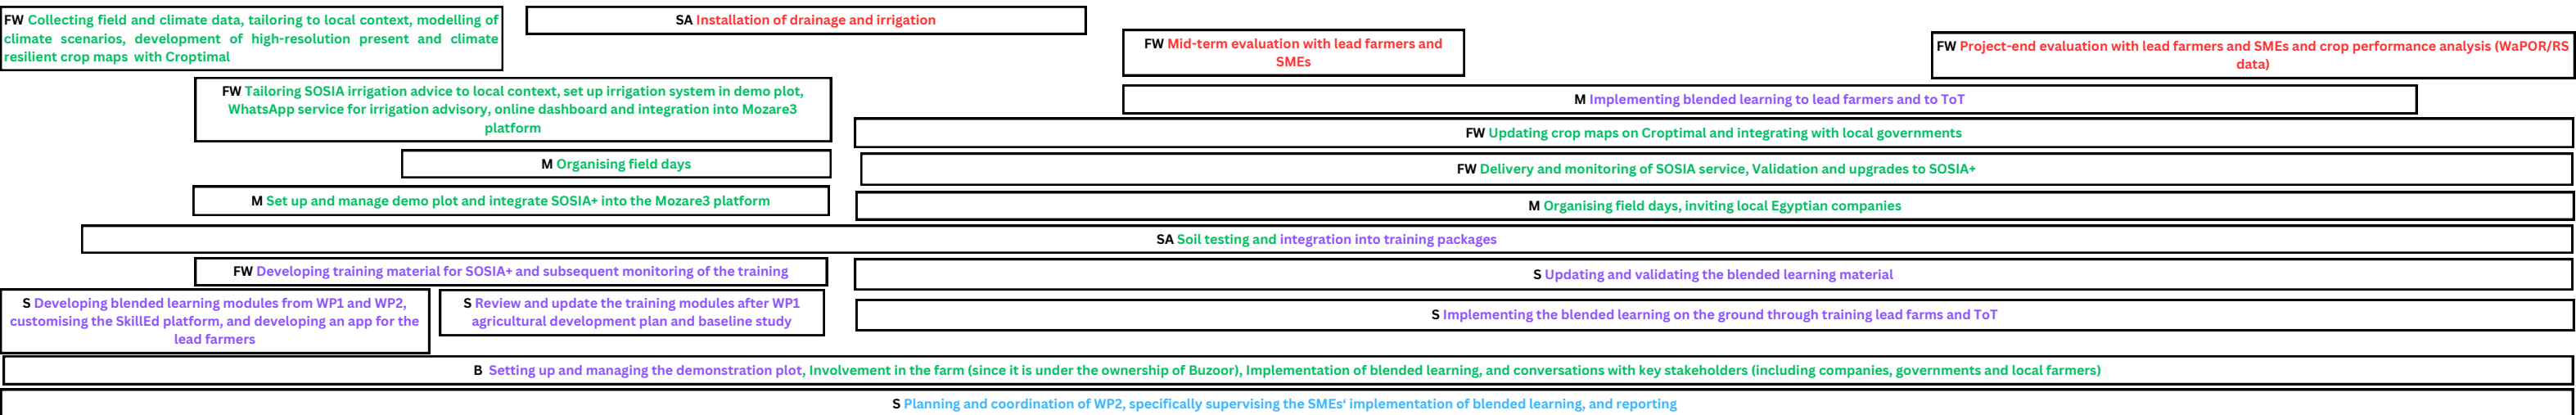 FW Collecting field and climate data, tailoring to local context, modelling of
climate scenarios, development of high-resolution present and climate
resilient crop maps with Croptimal
SA Installation of drainage and irrigation
FW Mid-term evaluation with lead farmers and
SMEs
FW Project-end evaluation with lead farmers and SMEs and crop performance analysis (WaPOR/RS
data)
FW Tailoring SOSIA irrigation advice to local context, set up irrigation system in demo plot,
WhatsApp service for irrigation advisory, online dashboard and integration into Mozare3
platform
M Implementing blended learning to lead farmers and to ToT
FW Updating crop maps on Croptimal and integrating with local governments
M Organising field days
FW Delivery and monitoring of SOSIA service, Validation and upgrades to SOSIA+
M Set up and manage demo plot and integrate SOSIA+ into the Mozare3 platform
M Organising field days, inviting local Egyptian companies
SA Soil testing and integration into training packages
FW Developing training material for SOSIA+ and subsequent monitoring of the training
S Updating and validating the blended learning material
S Developing blended learning modules from WP1 and WP2,
customising the SkillEd platform, and developing an app for the
lead farmers
S Review and update the training modules after WP1
agricultural development plan and baseline study
S Implementing the blended learning on the ground through training lead farms and ToT
B Setting up and managing the demonstration plot, Involvement in the farm (since it is under the ownership of Buzoor), Implementation of blended learning, and conversations with key stakeholders (including companies, governments and local farmers)
S Planning and coordination of WP2, specifically supervising the SMEs‘ implementation of blended learning, and reporting